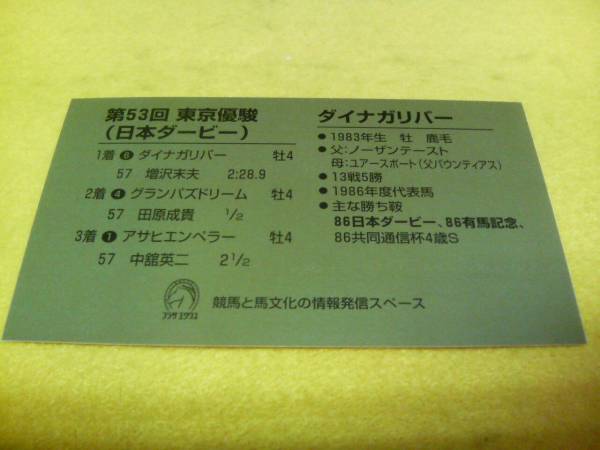 第53回 東京優駿
(日本ダービー)
1着 ❻ ダイナガリバー 牡4
57 増沢末夫 2:28.9
2着 ❹ グランパズドリーム 牡4
57 田原成貴 1/2
3着 ❶ アサヒエンペラー 牡4
57 中舘英二 2 1/2
ダイナガリバー
●1983年生 牡 鹿毛
●父:ノーザンテースト
母:ユアースポート(父バウンティアス)
●13戦5勝
●1986年度代表馬
●主な勝ち鞍
86日本ダービー、86有馬記念、
86共同通信杯4歳S
競馬と馬文化の情報発信スペース